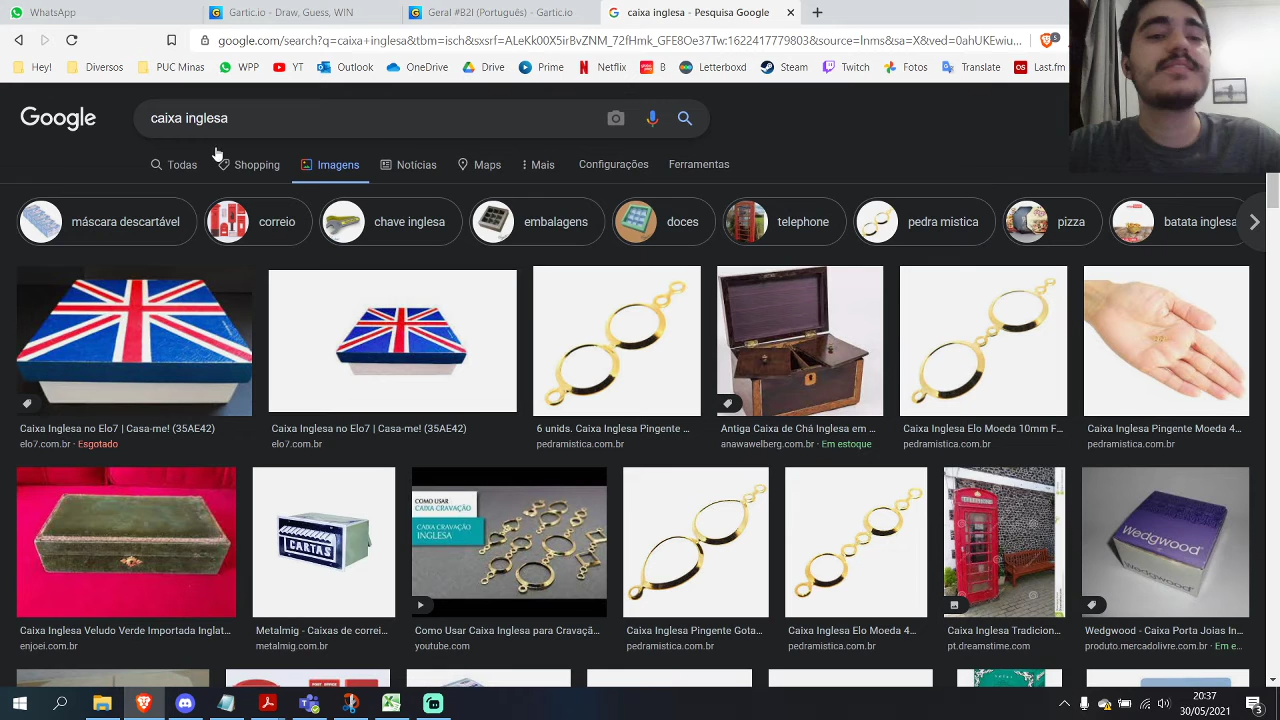 WhatsApp
Gartic.io - Draw, Guess, WIN
Geral #B2I (Português) - Gartic.io
caixa inglesa - Pesquisa Google
google.com/search?q=caixa+inglesa&tbm=isch&sxsrf=ALeKk00X5irBvZNM_72fHmk_GFE8Oe37Tw:1622417779803&source=lnms&sa=X&ved=0ahUKEwiu...
5
Hey!
Diversos
PUC Minas
WPP
YT
Outlook
OneDrive
Drive
Prime
Netflix
B
Letterboxd
Steam
Twitch
Fotos
Translate
Last.fm
Google
caixa inglesa
Todas
Shopping
Imagens
Notícias
Maps
Mais
Configurações
Ferramentas
máscara descartável
correio
chave inglesa
embalagens
doces
telephone
pedra mistica
pizza
batata inglesa
Caixa Inglesa no Elo7 | Casa-me! (35AE42)
elo7.com.br · Esgotado
Caixa Inglesa no Elo7 | Casa-me! (35AE42)
elo7.com.br
6 unids. Caixa Inglesa Pingente ...
pedramistica.com.br
Antiga Caixa de Chá Inglesa em ...
anawawelberg.com · Em estoque
Caixa Inglesa Elo Moeda 10mm F...
pedramistica.com.br
Caixa Inglesa Pingente Moeda 4...
pedramistica.com.br
CARTAS
COMO USAR
CAIXA CRAVAÇÃO
CAIXA CRAVAÇÃO
INGLESA
TELEPHONE
Wedgwood
Wedgwood
Caixa Inglesa Veludo Verde Importada Inglat...
enjoei.com.br
Metalmig - Caixas de correi...
metalmig.com.br
Como Usar Caixa Inglesa para Cravaçã...
youtube.com
Caixa Inglesa Pingente Gota...
pedramistica.com.br
Caixa Inglesa Elo Moeda 4...
pedramistica.com.br
Caixa Inglesa Tradicion...
pt.dreamstime.com
Wedgwood - Caixa Porta Joias In...
produto.mercadolivre.com.br · Em e...
20:37
30/05/2021
3